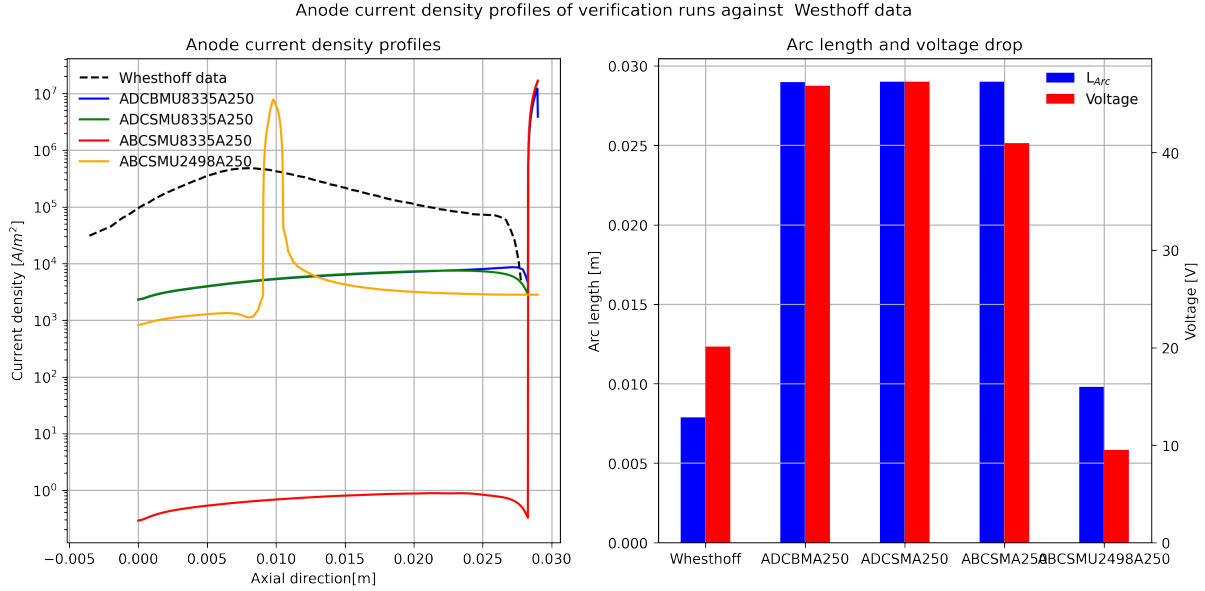 Anode current density profiles of verification runs against  Westhoff data
Anode current density profiles
Current density [A/m²]
10⁷
10⁶
10⁵
10⁴
10³
10²
10¹
10⁰
Whesthoff data
ADCBMU8335A250
ADCSMU8335A250
ABCSMU8335A250
ABCSMU2498A250
−0.005 0.000 0.005 0.010 0.015 0.020 0.025 0.030
Axial direction[m]
Arc length and voltage drop
Arc length [m]
0.030
0.025
0.020
0.015
0.010
0.005
0.000
L_Arc
Voltage
40
30
20
10
0
Voltage [V]
Whesthoff ADCBMA250 ADCSMA250 ABCSMA250 ABCSMU2498A250